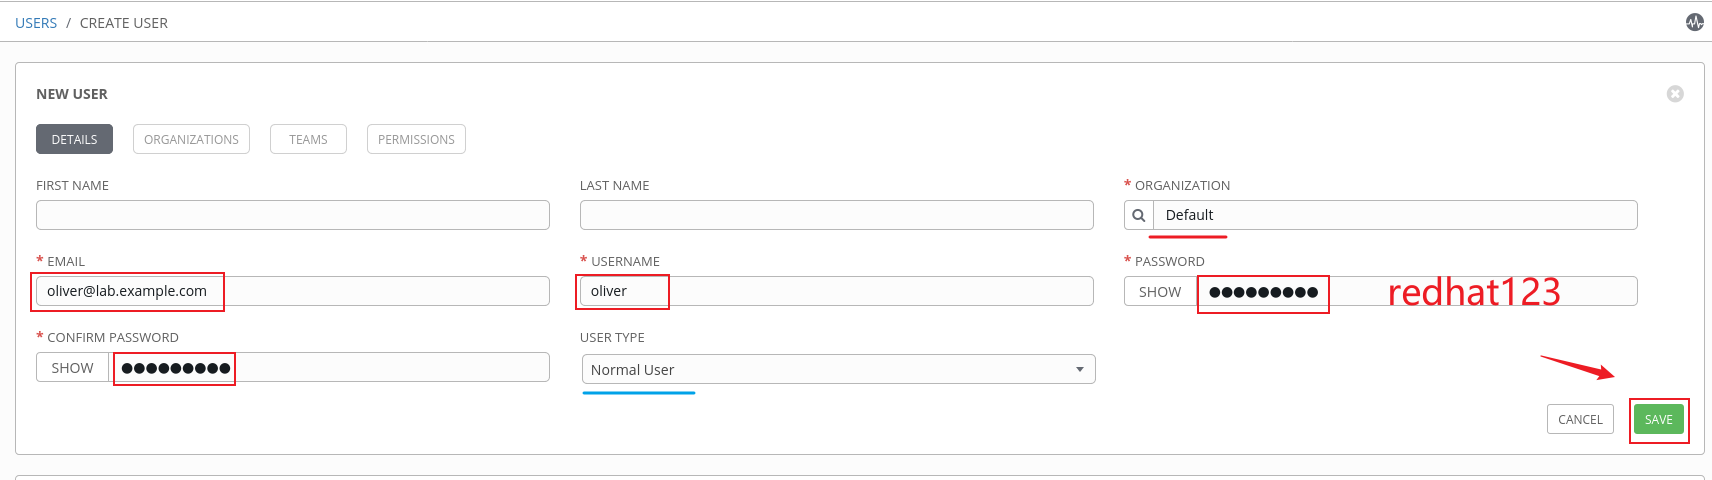 USERS / CREATE USER
NEW USER
DETAILS ORGANIZATIONS TEAMS PERMISSIONS
FIRST NAME LAST NAME * ORGANIZATION
Default
* EMAIL * USERNAME * PASSWORD
oliver@lab.example.com oliver SHOW ●●●●●●●●● redhat123
* CONFIRM PASSWORD USER TYPE
SHOW ●●●●●●●●● Normal User
CANCEL SAVE